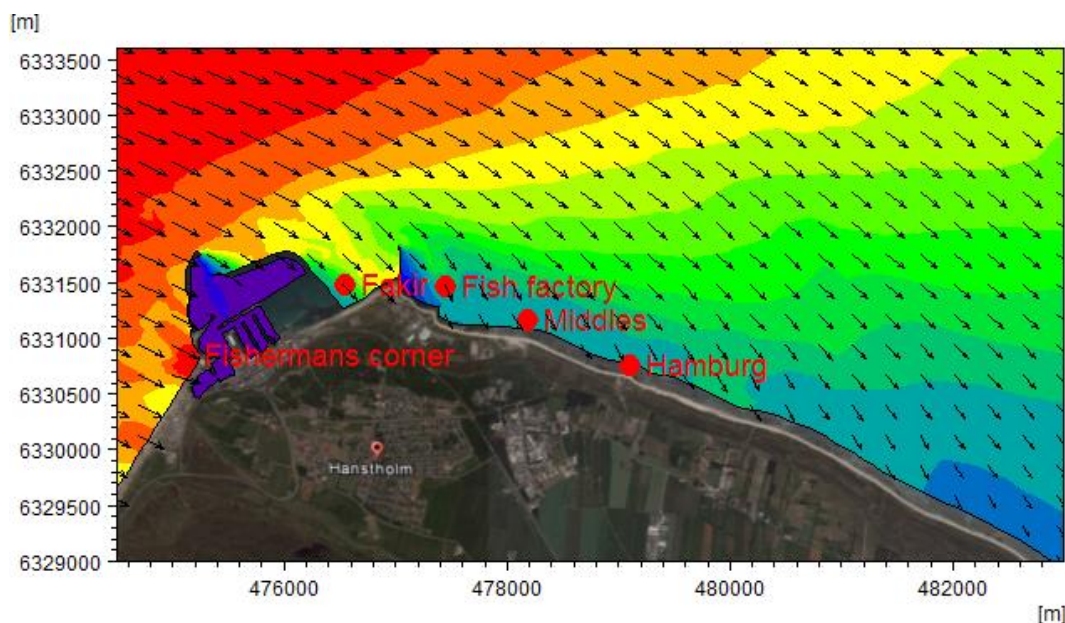 [m]
6333500
6333000
6332500
6332000
6331500
6331000
6330500
6330000
6329500
6329000
Fakir
Fish factory
Middles
Fishermans corner
Hamburg
Hanstholm
476000 478000 480000 482000
[m]